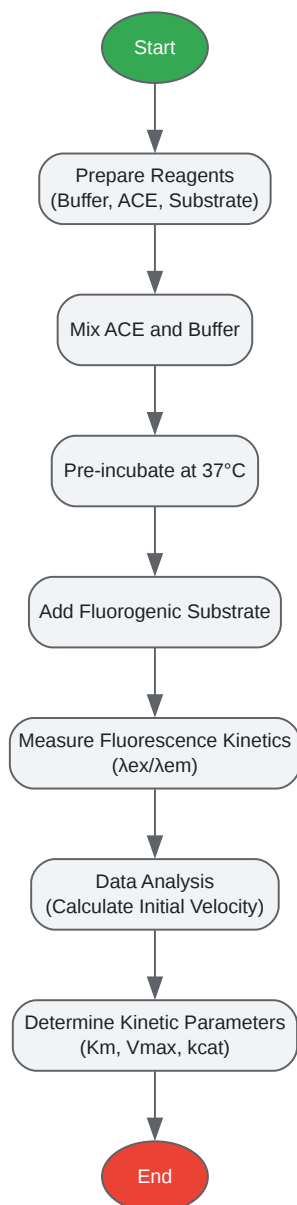 Start
Prepare Reagents
(Buffer, ACE, Substrate)
Mix ACE and Buffer
Pre-incubate at 37°C
Add Fluorogenic Substrate
Measure Fluorescence Kinetics
(λex/λem)
Data Analysis
(Calculate Initial Velocity)
Determine Kinetic Parameters
(Km, Vmax, kcat)
End